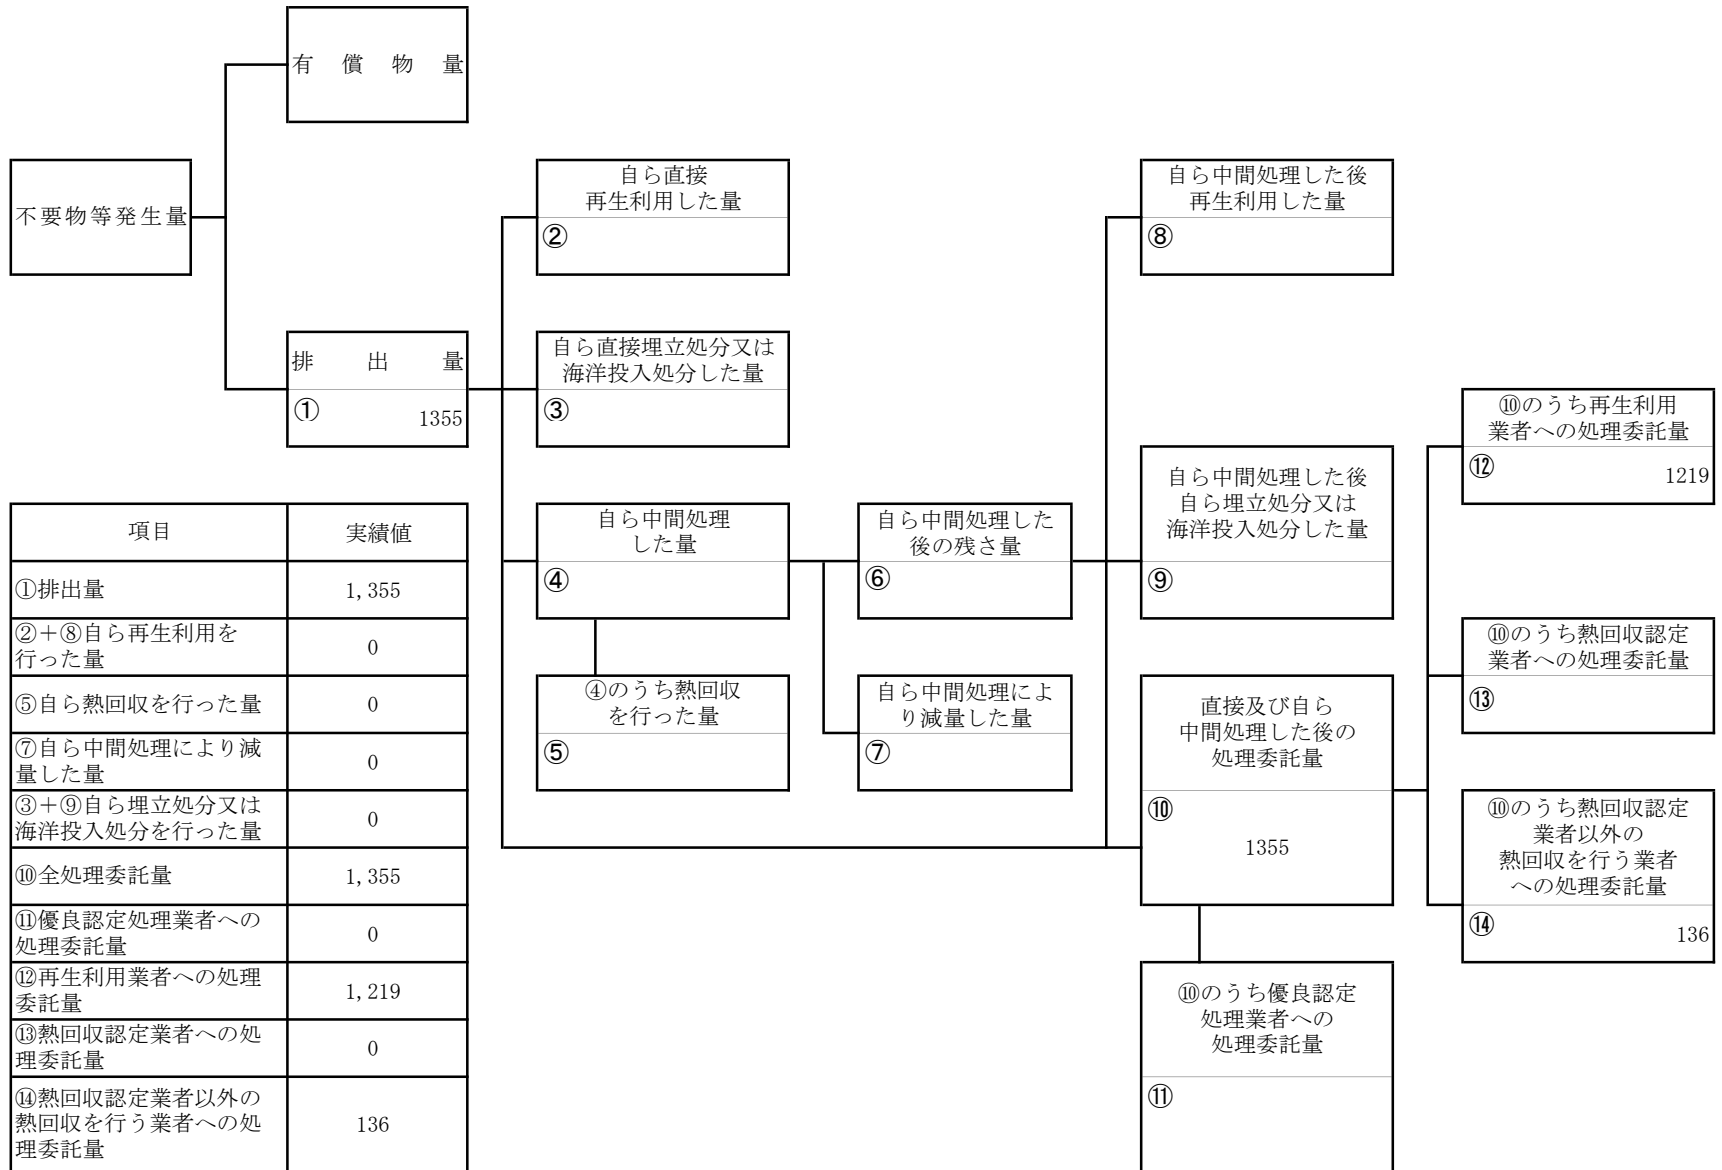 有償物量
不要物等発生量
排出量
① 1355
自ら直接
再生利用した量
②
自ら直接埋立処分又は
海洋投入処分した量
③
自ら中間処理
した量
④
④のうち熱回収
を行った量
⑤
自ら中間処理した
後の残さ量
⑥
自ら中間処理によ
り減量した量
⑦
自ら中間処理した後
再生利用した量
⑧
自ら中間処理した後
自ら埋立処分又は
海洋投入処分した量
⑨
直接及び自ら
中間処理した後の
処理委託量
⑩
1355
⑩のうち優良認定
処理業者への
処理委託量
⑪
⑩のうち再生利用
業者への処理委託量
⑫ 1219
⑩のうち熱回収認定
業者への処理委託量
⑬
⑩のうち熱回収認定
業者以外の
熱回収を行う業者
への処理委託量
⑭ 136
項目 実績値
①排出量 1,355
②＋⑧自ら再生利用を
行った量 0
⑤自ら熱回収を行った量 0
⑦自ら中間処理により減
量した量 0
③＋⑨自ら埋立処分又は
海洋投入処分を行った量 0
⑩全処理委託量 1,355
⑪優良認定処理業者への
処理委託量 0
⑫再生利用業者への処理
委託量 1,219
⑬熱回収認定業者への処
理委託量 0
⑭熱回収認定業者以外の
熱回収を行う業者への処
理委託量 136